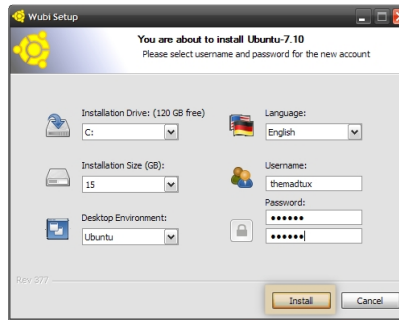 Wubi Setup
You are about to install Ubuntu-7.10
Please select username and password for the new account
Installation Drive: (120 GB free)
C:
Installation Size (GB):
15
Desktop Environment:
Ubuntu
Language:
English
Username:
themadtux
Password:
••••••
••••••
Rev 377
Install
Cancel